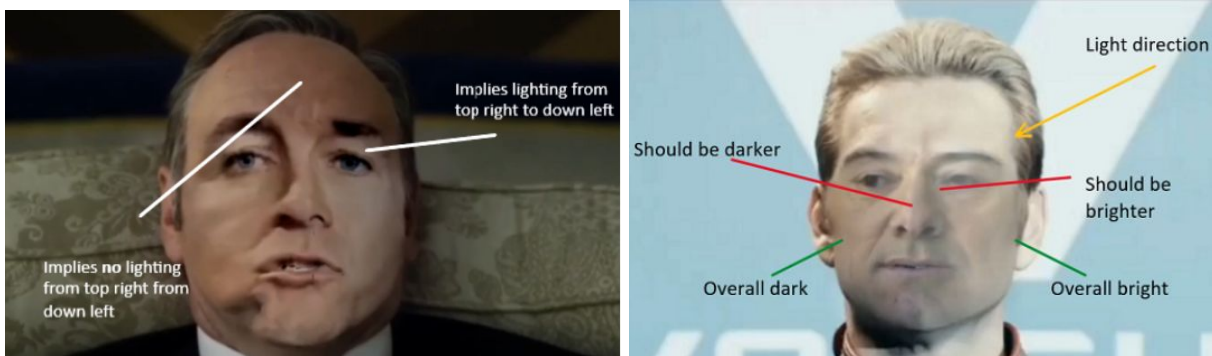 Implies lighting from
top right to down left
Implies no lighting
from top right from
down left
Light direction
Should be darker
Should be
brighter
Overall dark
Overall bright